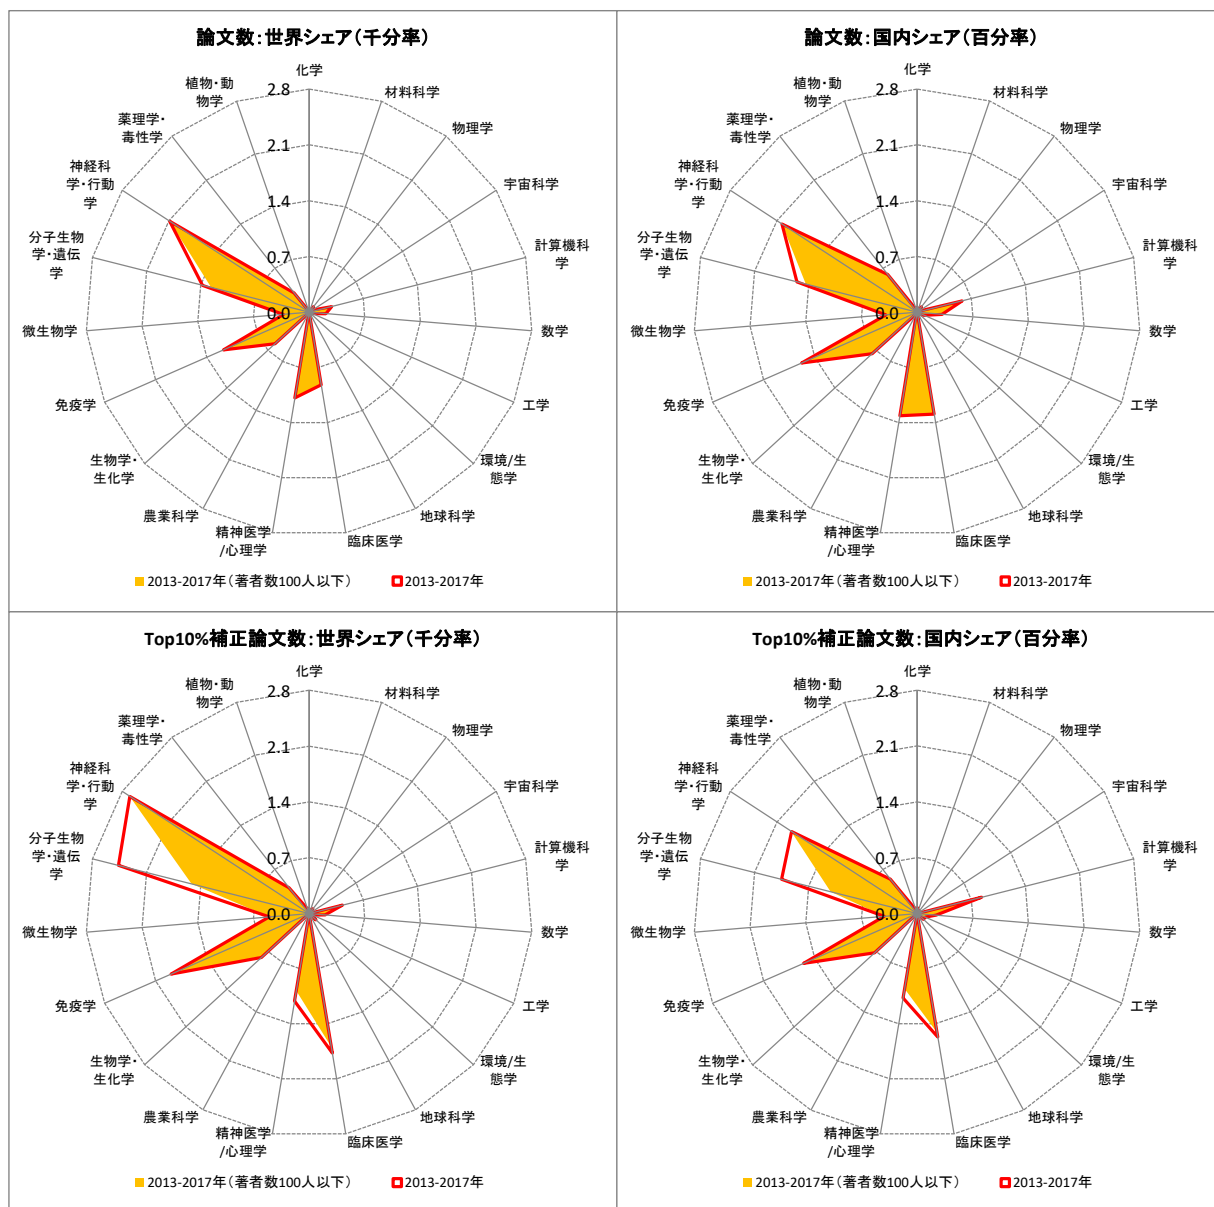 論文数：世界シェア（千分率）
化学
材料科学
物理学
宇宙科学
計算機科
学
数学
工学
環境/生
態学
地球科学
臨床医学
精神医学
/心理学
農業科学
生物学・
生化学
免疫学
微生物学
分子生物
学・遺伝
学
神経科
学・行動
学
薬理学・
毒性学
植物・動
物学
2.8
2.1
1.4
0.7
0.0
2013-2017年（著者数100人以下）
2013-2017年
論文数：国内シェア（百分率）
化学
材料科学
物理学
宇宙科学
計算機科
学
数学
工学
環境/生
態学
地球科学
臨床医学
精神医学
/心理学
農業科学
生物学・
生化学
免疫学
微生物学
分子生物
学・遺伝
学
神経科
学・行動
学
薬理学・
毒性学
植物・動
物学
2.8
2.1
1.4
0.7
0.0
2013-2017年（著者数100人以下）
2013-2017年
Top10%補正論文数：世界シェア（千分率）
化学
材料科学
物理学
宇宙科学
計算機科
学
数学
工学
環境/生
態学
地球科学
臨床医学
精神医学
/心理学
農業科学
生物学・
生化学
免疫学
微生物学
分子生物
学・遺伝
学
神経科
学・行動
学
薬理学・
毒性学
植物・動
物学
2.8
2.1
1.4
0.7
0.0
2013-2017年（著者数100人以下）
2013-2017年
Top10%補正論文数：国内シェア（百分率）
化学
材料科学
物理学
宇宙科学
計算機科
学
数学
工学
環境/生
態学
地球科学
臨床医学
精神医学
/心理学
農業科学
生物学・
生化学
免疫学
微生物学
分子生物
学・遺伝
学
神経科
学・行動
学
薬理学・
毒性学
植物・動
物学
2.8
2.1
1.4
0.7
0.0
2013-2017年（著者数100人以下）
2013-2017年